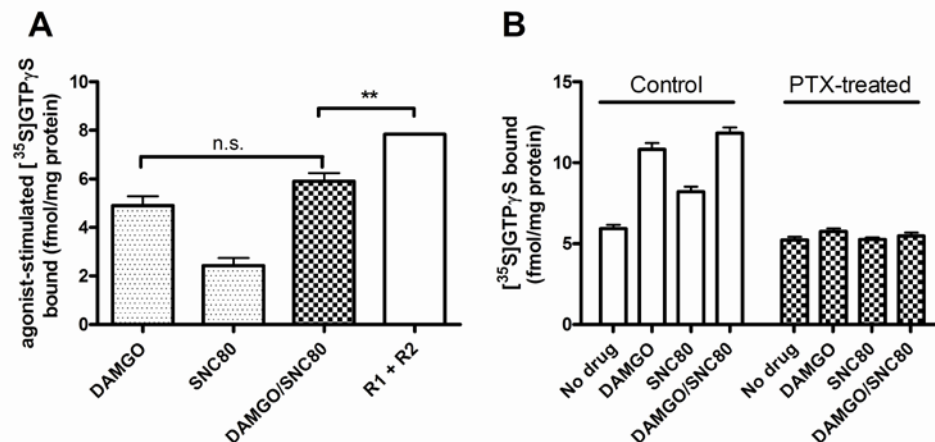 A
agonist-stimulated [³⁵S]GTPγS
bound (fmol/mg protein)
10
8
6
4
2
0
n.s.
**
DAMGO
SNC80
DAMGO/SNC80
R1 + R2
B
[³⁵S]GTPγS bound
(fmol/mg protein)
15
10
5
0
Control
PTX-treated
No drug
DAMGO
SNC80
DAMGO/SNC80
No drug
DAMGO
SNC80
DAMGO/SNC80